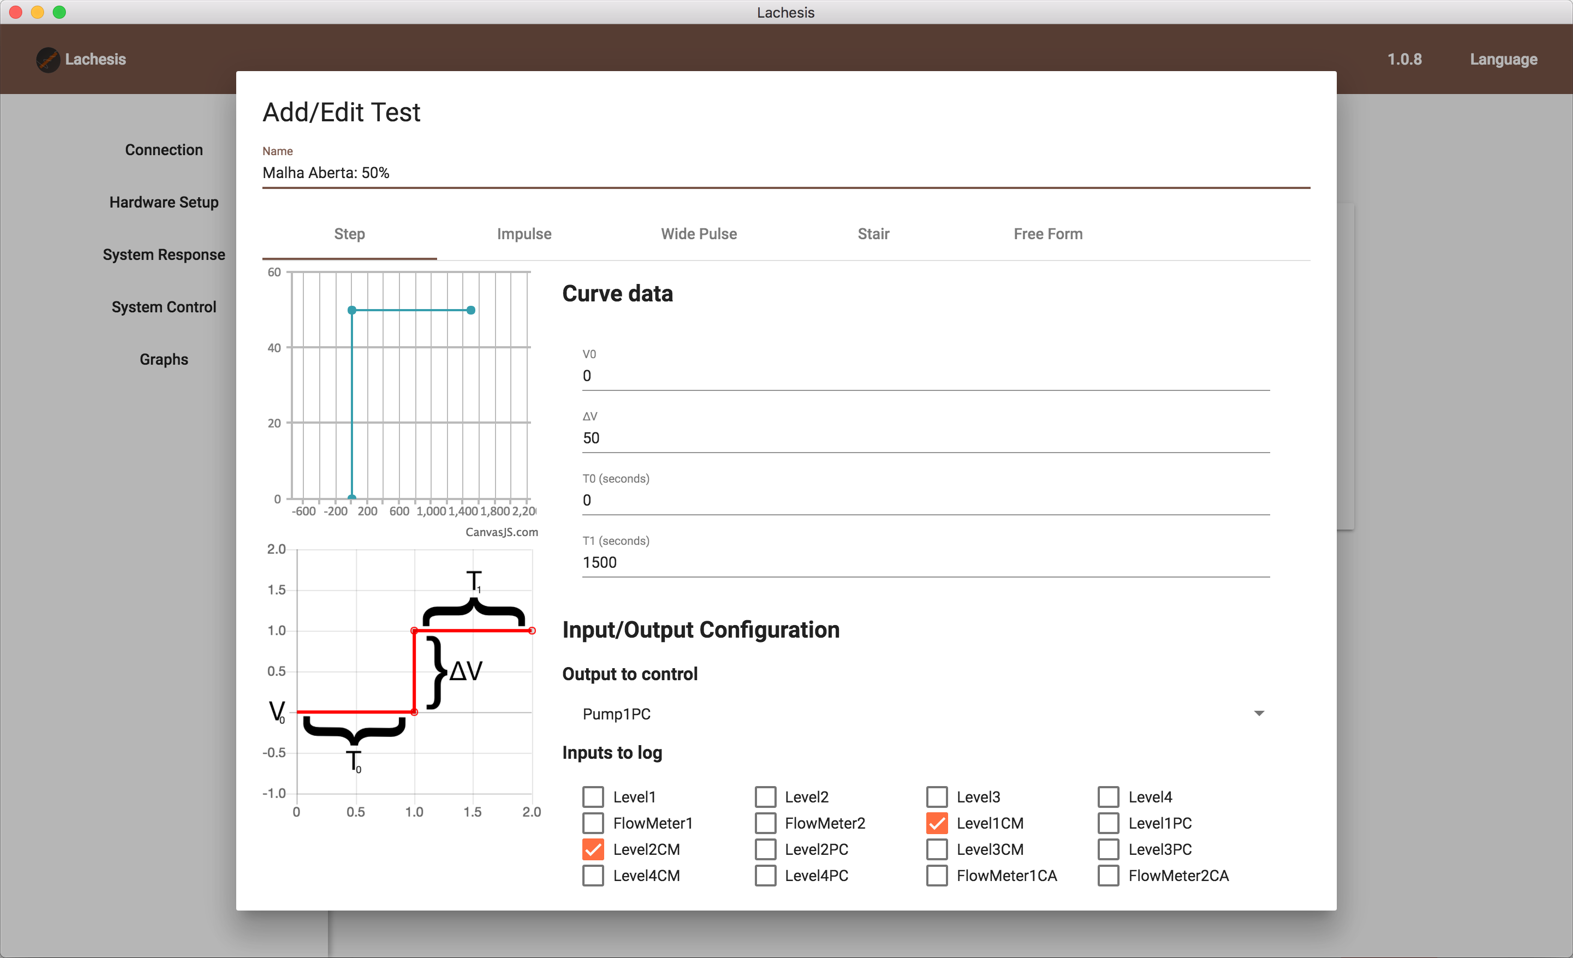 Lachesis
Lachesis
1.0.8
Language
Connection
Hardware Setup
System Response
System Control
Graphs
Add/Edit Test
Name
Malha Aberta: 50%
Step
Impulse
Wide Pulse
Stair
Free Form
60
40
20
0
-600 -200 200 600 1,000 1,400 1,800 2,20
CanvasJS.com
2.0
1.5
1.0
0.5
V0
-0.5
-1.0
0 0.5 1.0 1.5 2.0
T1
ΔV
T0
Curve data
V0
0
ΔV
50
T0 (seconds)
0
T1 (seconds)
1500
Input/Output Configuration
Output to control
Pump1PC
Inputs to log
Level1 Level2 Level3 Level4
FlowMeter1 FlowMeter2 Level1CM Level1PC
Level2CM Level2PC Level3CM Level3PC
Level4CM Level4PC FlowMeter1CA FlowMeter2CA